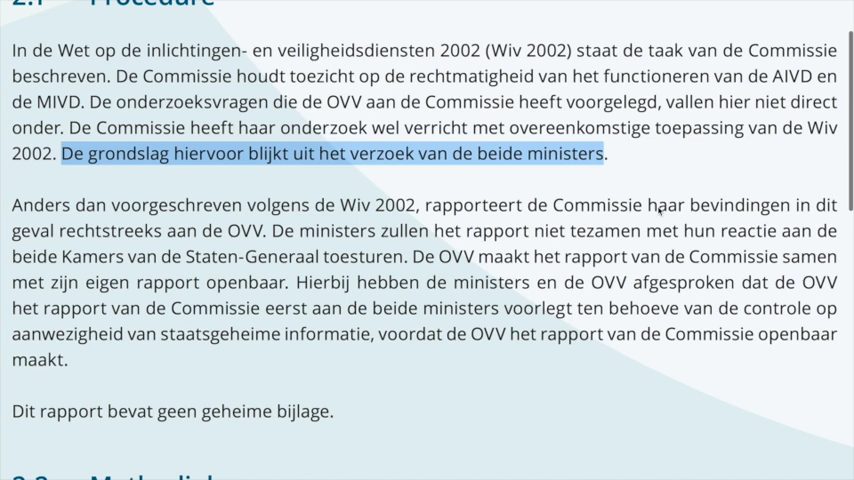 2.1 Procedure
In de Wet op de inlichtingen- en veiligheidsdiensten 2002 (Wiv 2002) staat de taak van de Commissie
beschreven. De Commissie houdt toezicht op de rechtmatigheid van het functioneren van de AIVD en
de MIVD. De onderzoeksvragen die de OVV aan de Commissie heeft voorgelegd, vallen hier niet direct
onder. De Commissie heeft haar onderzoek wel verricht met overeenkomstige toepassing van de Wiv
2002. De grondslag hiervoor blijkt uit het verzoek van de beide ministers.
Anders dan voorgeschreven volgens de Wiv 2002, rapporteert de Commissie haar bevindingen in dit
geval rechtstreeks aan de OVV. De ministers zullen het rapport niet tezamen met hun reactie aan de
beide Kamers van de Staten-Generaal toesturen. De OVV maakt het rapport van de Commissie samen
met zijn eigen rapport openbaar. Hierbij hebben de ministers en de OVV afgesproken dat de OVV
het rapport van de Commissie eerst aan de beide ministers voorlegt ten behoeve van de controle op
aanwezigheid van staatsgeheime informatie, voordat de OVV het rapport van de Commissie openbaar
maakt.
Dit rapport bevat geen geheime bijlage.